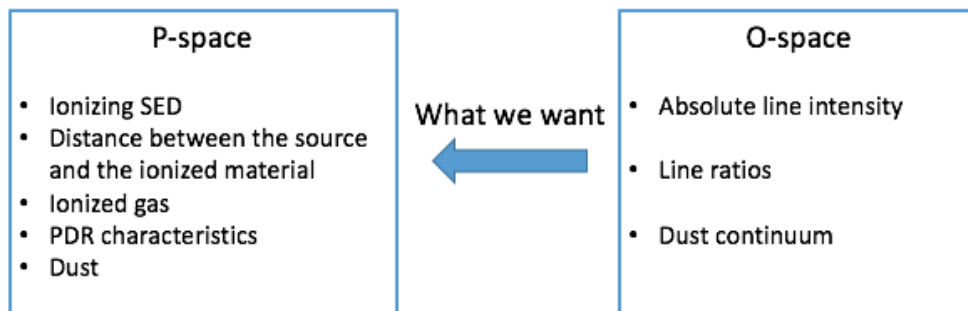 P-space
• Ionizing SED
• Distance between the source
and the ionized material
• Ionized gas
• PDR characteristics
• Dust
What we want
O-space
• Absolute line intensity
• Line ratios
• Dust continuum